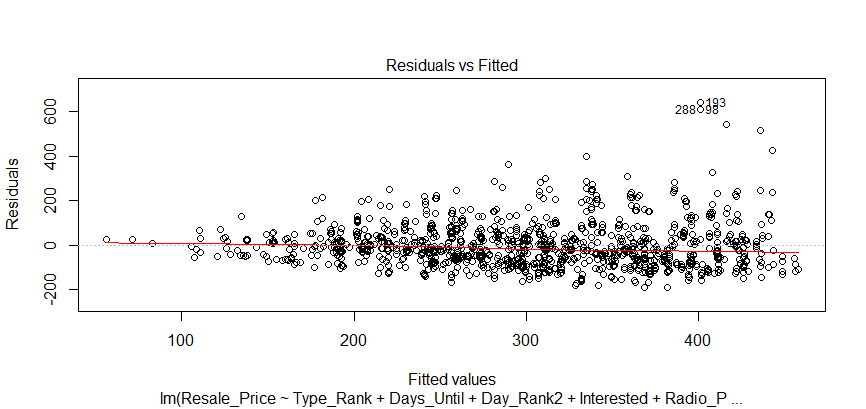 Residuals vs Fitted
Residuals
600
400
200
0
-200
193
288 98
100
200
300
400
Fitted values
lm(Resale_Price ~ Type_Rank + Days_Until + Day_Rank2 + Interested + Radio_P ...